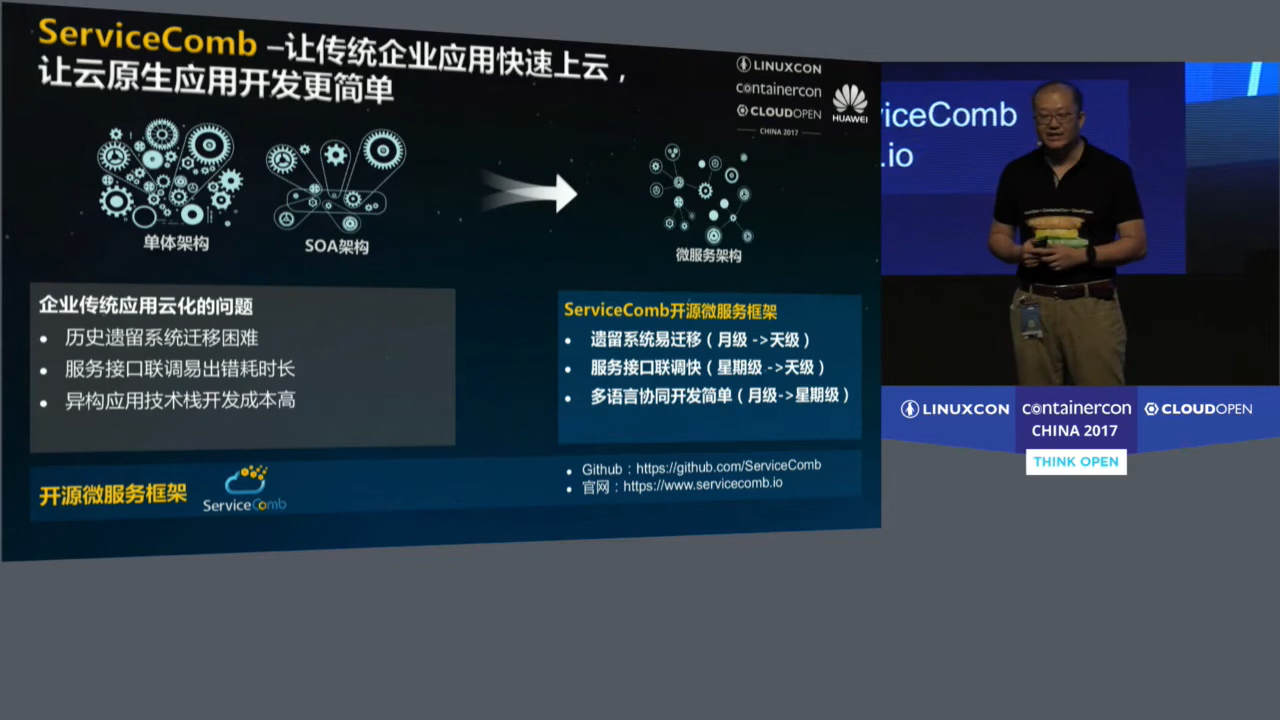 ServiceComb –让传统企业应用快速上云，
让云原生应用开发更简单
LINUXCON
containercon
CLOUDOPEN
CHINA 2017
HUAWEI
单体架构
SOA架构
微服务架构
企业传统应用云化的问题
• 历史遗留系统迁移困难
• 服务接口联调易出错耗时长
• 异构应用技术栈开发成本高
ServiceComb开源微服务框架
• 遗留系统易迁移（月级 ->天级）
• 服务接口联调快（星期级 ->天级）
• 多语言协同开发简单（月级->星期级）
开源微服务框架
ServiceComb
• Github：https://github.com/ServiceComb
• 官网：https://www.servicecomb.io
iceComb
.io
LINUXCON
containercon
CLOUDOPEN
CHINA 2017
THINK OPEN